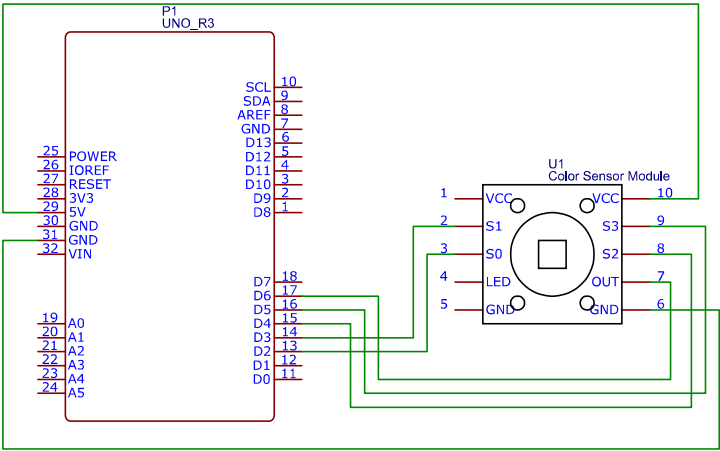 P1
UNO_R3
SCL 10
SDA 9
AREF 8
GND 7
D13 6
D12 5
D11 4
D10 3
D9 2
D8 1
25 POWER
26 IOREF
27 RESET
28 3V3
29 5V
30 GND
31 GND
32 VIN
D7 18
D6 17
D5 16
D4 15
D3 14
D2 13
D1 12
D0 11
19 A0
20 A1
21 A2
22 A3
23 A4
24 A5
U1
Color Sensor Module
1 VCC VCC 10
2 S1 S3 9
3 S0 S2 8
4 LED OUT 7
5 GND GND 6